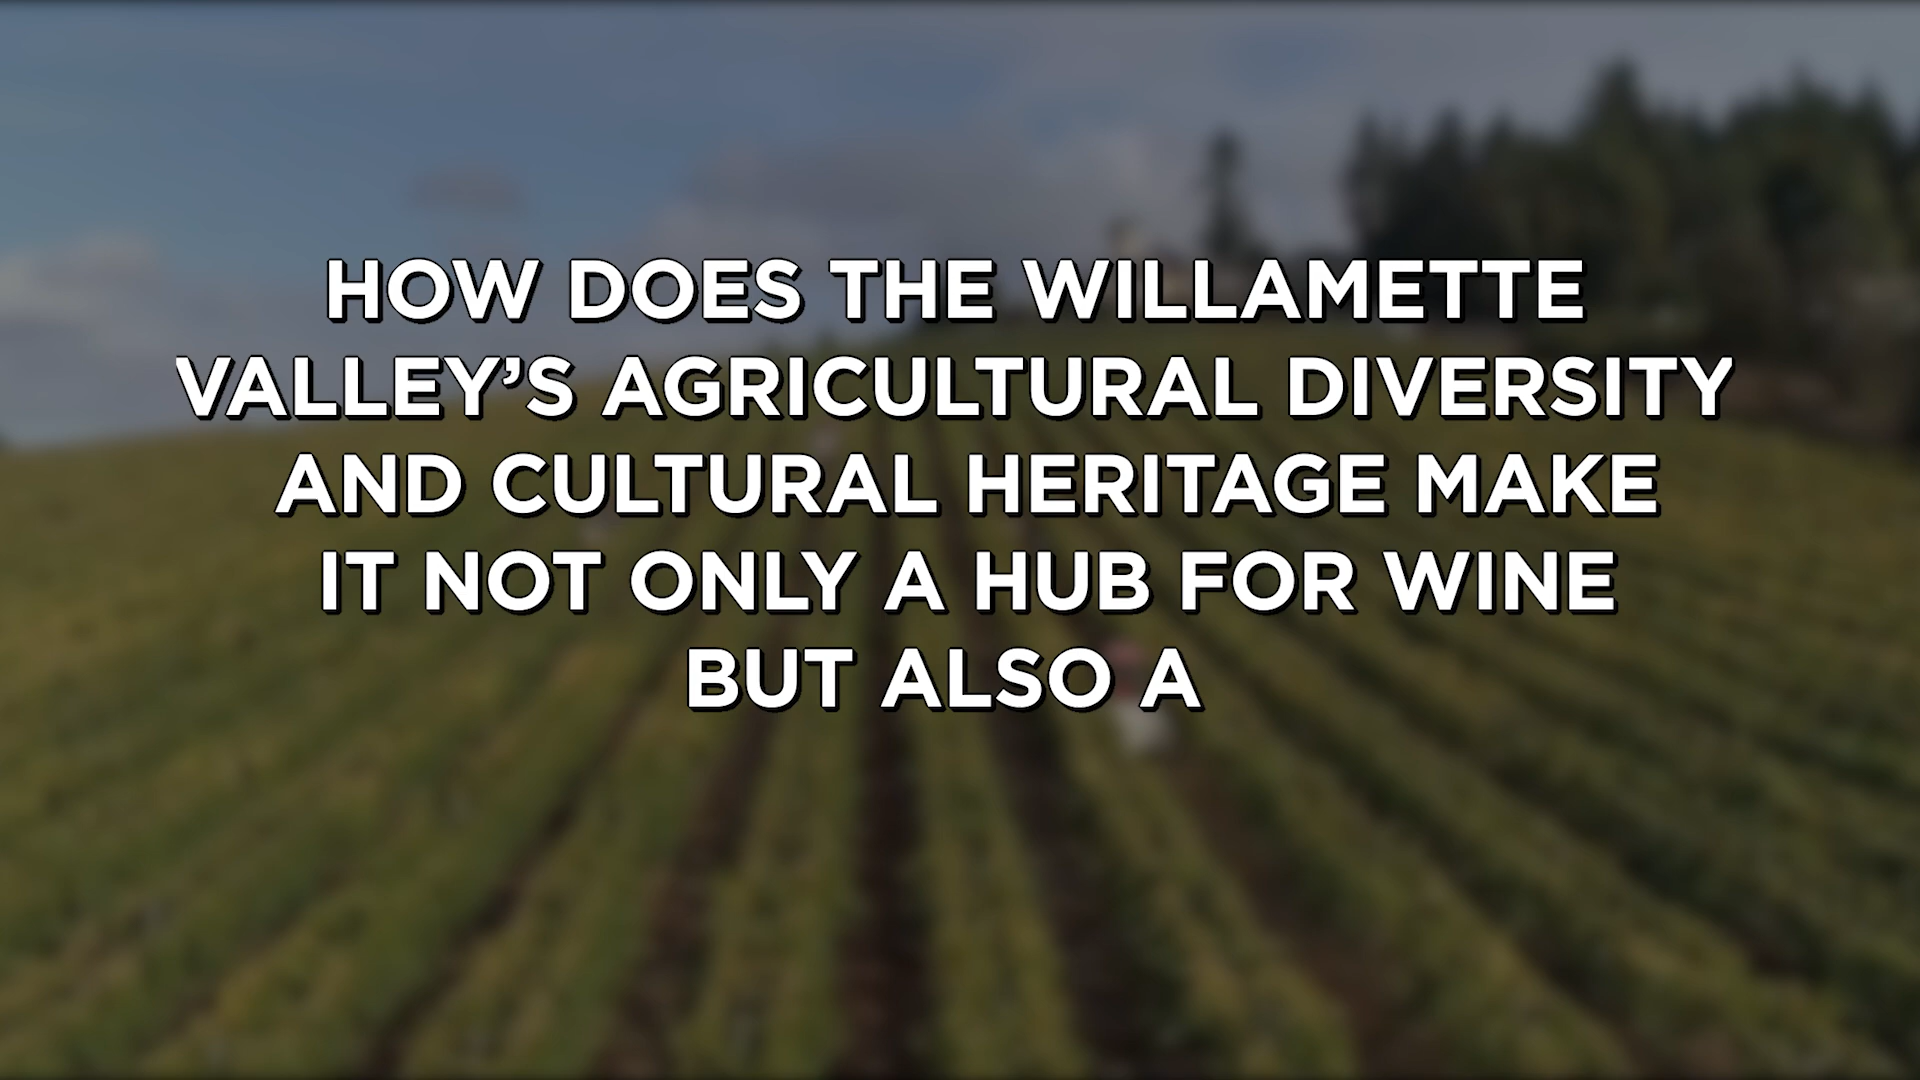 HOW DOES THE WILLAMETTE
VALLEY’S AGRICULTURAL DIVERSITY
AND CULTURAL HERITAGE MAKE
IT NOT ONLY A HUB FOR WINE
BUT ALSO A